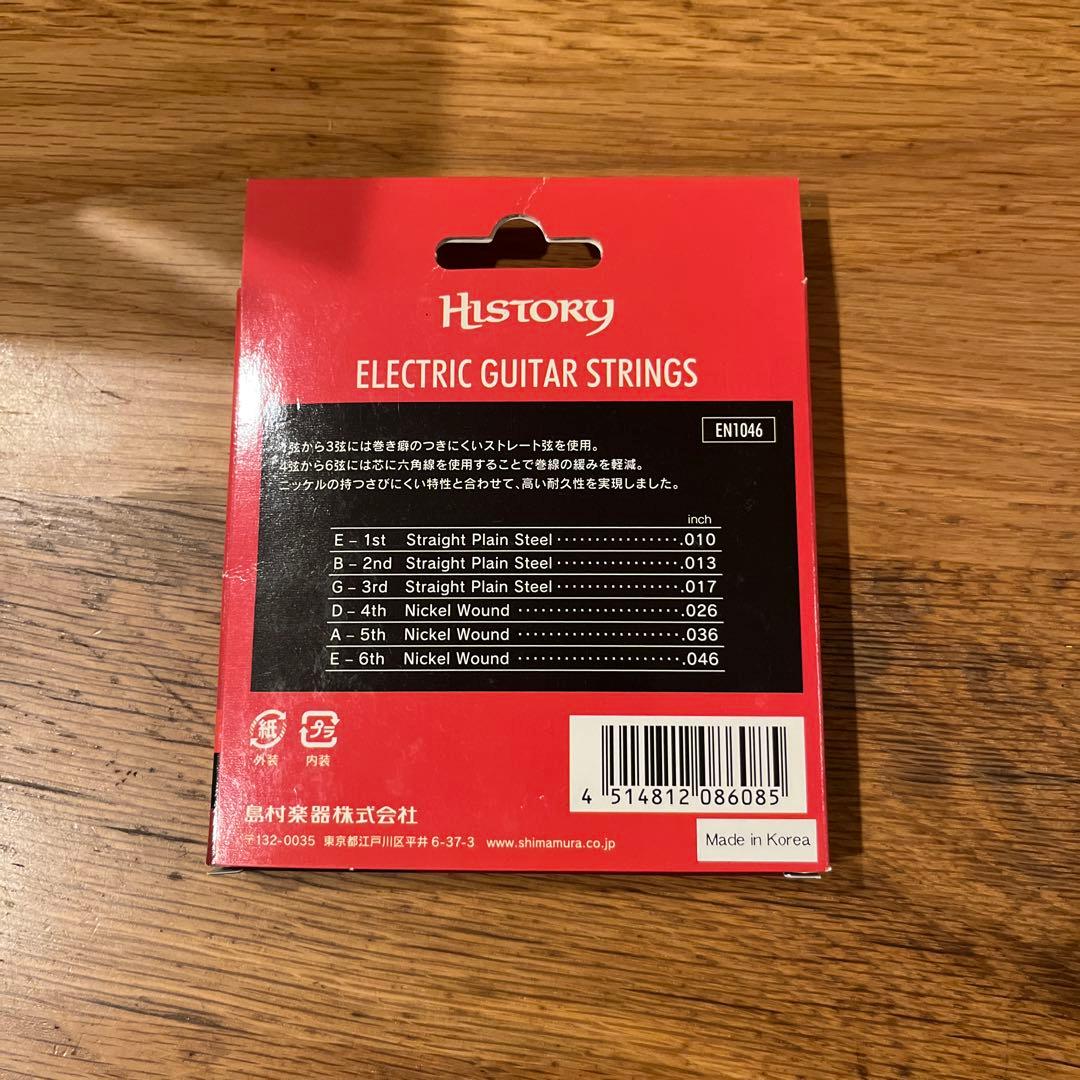 HISTORY
ELECTRIC GUITAR STRINGS
EN1046
1弦から3弦には巻き癖のつきにくいストレート弦を使用。
4弦から6弦には芯に六角線を使用することで巻線の緩みを軽減。
ニッケルの持つさびにくい特性と合わせて、高い耐久性を実現しました。
inch
E – 1st Straight Plain Steel ················ .010
B – 2nd Straight Plain Steel ················ .013
G – 3rd Straight Plain Steel ················ .017
D – 4th Nickel Wound ····················· .026
A – 5th Nickel Wound ····················· .036
E – 6th Nickel Wound ····················· .046
紙 プラ
外装 内装
4 514812 086085
島村楽器株式会社
〒132-0035 東京都江戸川区平井 6-37-3 www.shimamura.co.jp
Made in Korea